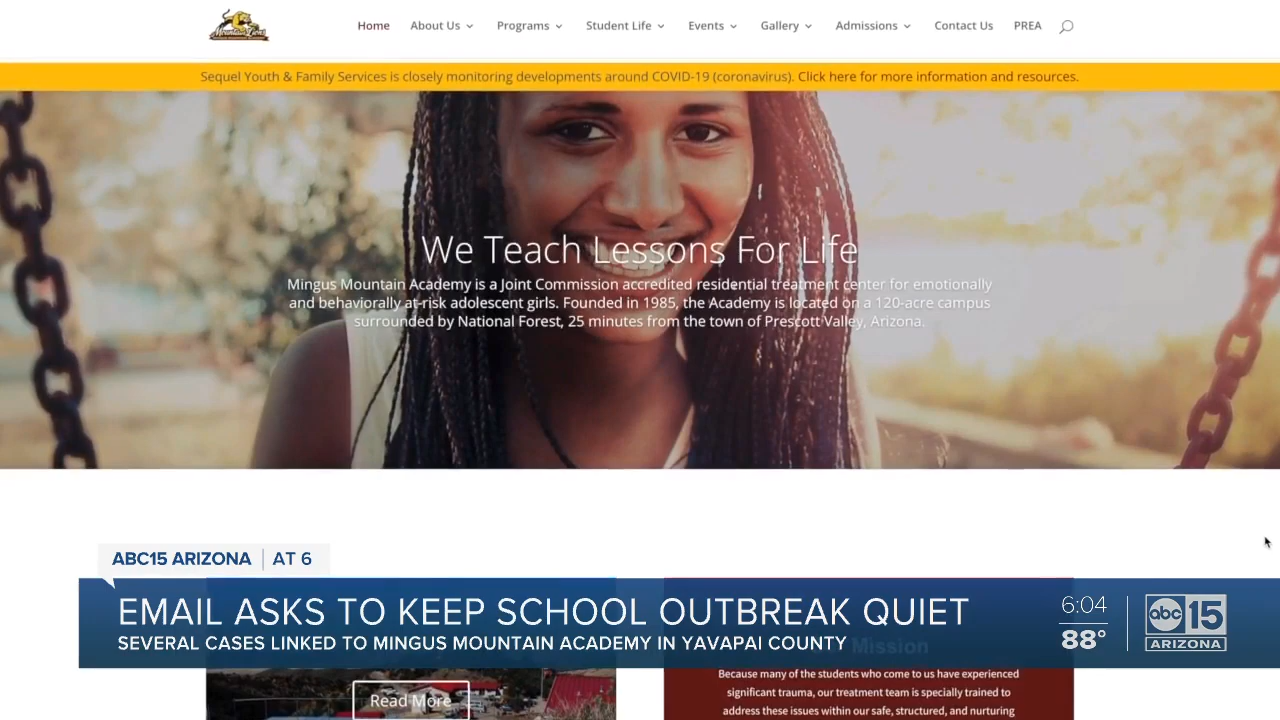 Home About Us Programs Student Life Events Gallery Admissions Contact Us PREA
Sequel Youth & Family Services is closely monitoring developments around COVID-19 (coronavirus). Click here for more information and resources.
We Teach Lessons For Life
Mingus Mountain Academy is a Joint Commission accredited residential treatment center for emotionally
and behaviorally at-risk adolescent girls. Founded in 1985, the Academy is located on a 120-acre campus
surrounded by National Forest, 25 minutes from the town of Prescott Valley, Arizona.
ABC15 ARIZONA AT 6
EMAIL ASKS TO KEEP SCHOOL OUTBREAK QUIET
SEVERAL CASES LINKED TO MINGUS MOUNTAIN ACADEMY IN YAVAPAI COUNTY
6:04
88°
abc 15
ARIZONA
Mission
Read More
Because many of the students who come to us have experienced
significant trauma, our treatment team is specially trained to
address these issues within our safe, structured, and nurturing